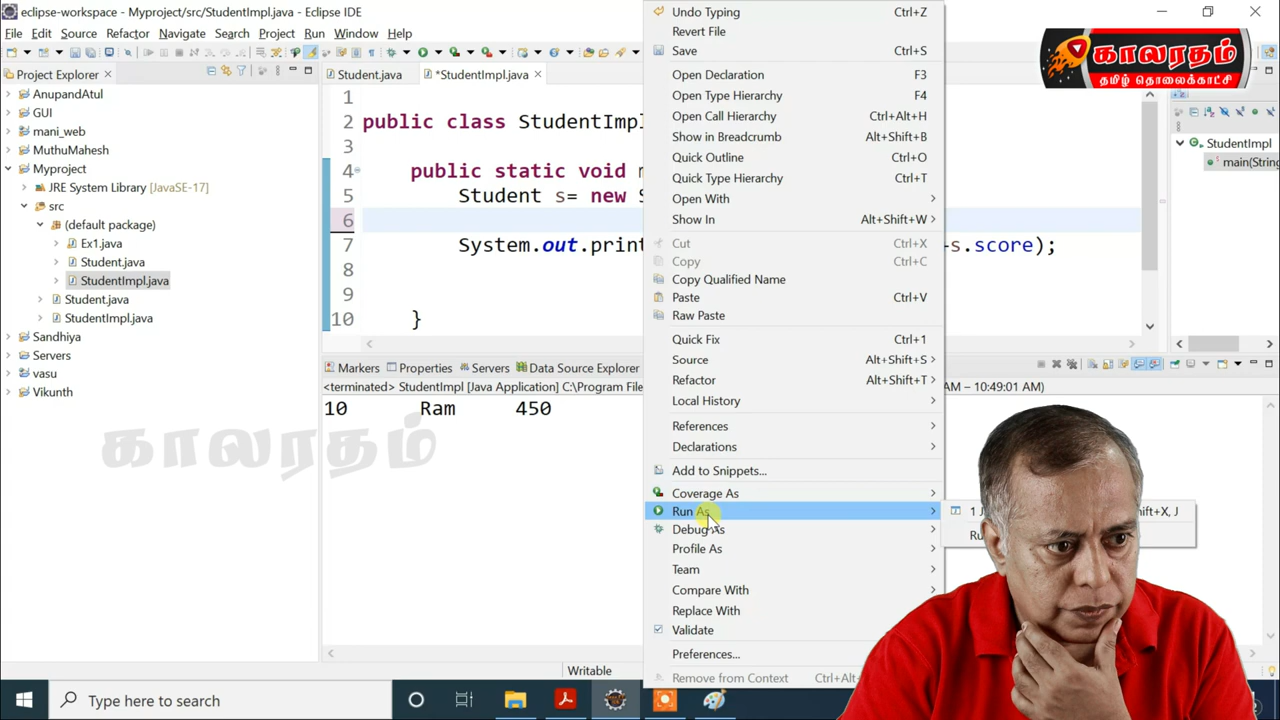 eclipse-workspace - Myproject/src/StudentImpl.java - Eclipse IDE
File Edit Source Refactor Navigate Search Project Run Window Help
Project Explorer
AnupandAtul
GUI
mani_web
MuthuMahesh
Myproject
JRE System Library [JavaSE-17]
src
(default package)
Ex1.java
Student.java
StudentImpl.java
Student.java
StudentImpl.java
Sandhiya
Servers
vasu
Vikunth
Student.java *StudentImpl.java
1
2 public class StudentImpl
3
4 public static void m
5 Student s= new S
6
7 System.out.print +s.score);
8
9
10 }
Markers Properties Servers Data Source Explorer
<terminated> StudentImpl [Java Application] C:\Program File AM – 10:49:01 AM)
10 Ram 450
காலரதம்
Writable
Undo Typing Ctrl+Z
Revert File
Save Ctrl+S
Open Declaration F3
Open Type Hierarchy F4
Open Call Hierarchy Ctrl+Alt+H
Show in Breadcrumb Alt+Shift+B
Quick Outline Ctrl+O
Quick Type Hierarchy Ctrl+T
Open With
Show In Alt+Shift+W
Cut Ctrl+X
Copy Ctrl+C
Copy Qualified Name
Paste Ctrl+V
Raw Paste
Quick Fix Ctrl+1
Source Alt+Shift+S
Refactor Alt+Shift+T
Local History
References
Declarations
Add to Snippets...
Coverage As
Run As
Debug As
Profile As
Team
Compare With
Replace With
Validate
Preferences...
Remove from Context Ctrl+Alt+
1 J hift+X, J
Ru
காலரதம்
தமிழ் தொலைக்காட்சி
StudentImpl
main(String
Type here to search